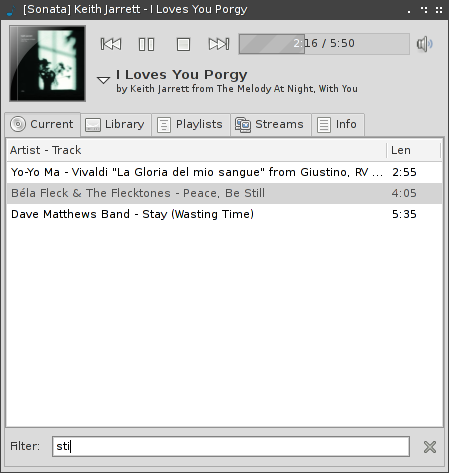 [Sonata] Keith Jarrett - I Loves You Porgy
2:16 / 5:50
I Loves You Porgy
by Keith Jarrett from The Melody At Night, With You
Current Library Playlists Streams Info
Artist - Track Len
Yo-Yo Ma - Vivaldi "La Gloria del mio sangue" from Giustino, RV ... 2:55
Béla Fleck & The Flecktones - Peace, Be Still 4:05
Dave Matthews Band - Stay (Wasting Time) 5:35
Filter: sti